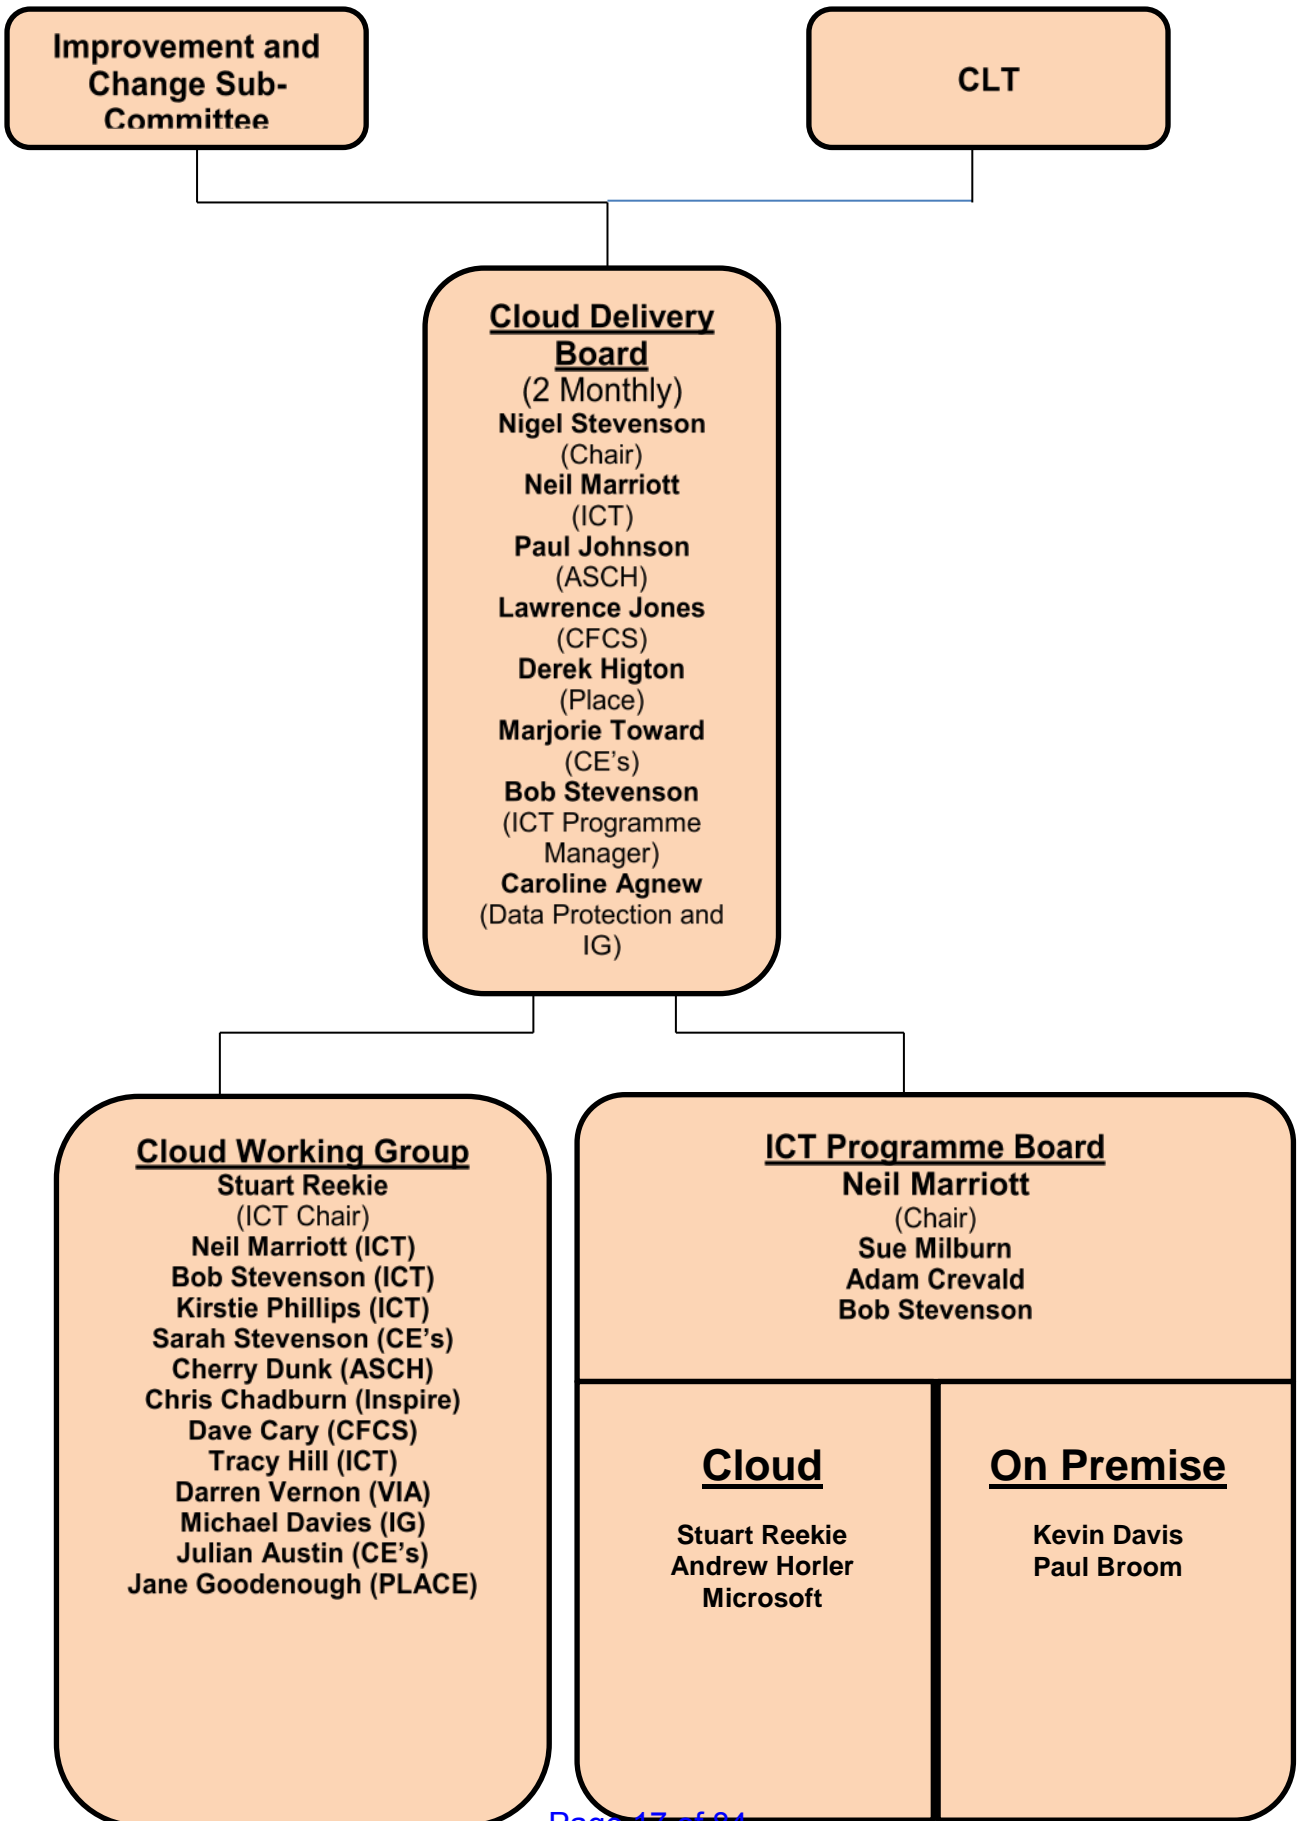 Improvement and
Change Sub-
Committee
CLT
Cloud Delivery
Board
(2 Monthly)
Nigel Stevenson
(Chair)
Neil Marriott
(ICT)
Paul Johnson
(ASCH)
Lawrence Jones
(CFCS)
Derek Higton
(Place)
Marjorie Toward
(CE’s)
Bob Stevenson
(ICT Programme
Manager)
Caroline Agnew
(Data Protection and
IG)
Cloud Working Group
Stuart Reekie
(ICT Chair)
Neil Marriott (ICT)
Bob Stevenson (ICT)
Kirstie Phillips (ICT)
Sarah Stevenson (CE’s)
Cherry Dunk (ASCH)
Chris Chadburn (Inspire)
Dave Cary (CFCS)
Tracy Hill (ICT)
Darren Vernon (VIA)
Michael Davies (IG)
Julian Austin (CE’s)
Jane Goodenough (PLACE)
ICT Programme Board
Neil Marriott
(Chair)
Sue Milburn
Adam Crevald
Bob Stevenson
Cloud
Stuart Reekie
Andrew Horler
Microsoft
On Premise
Kevin Davis
Paul Broom
Page 17 of